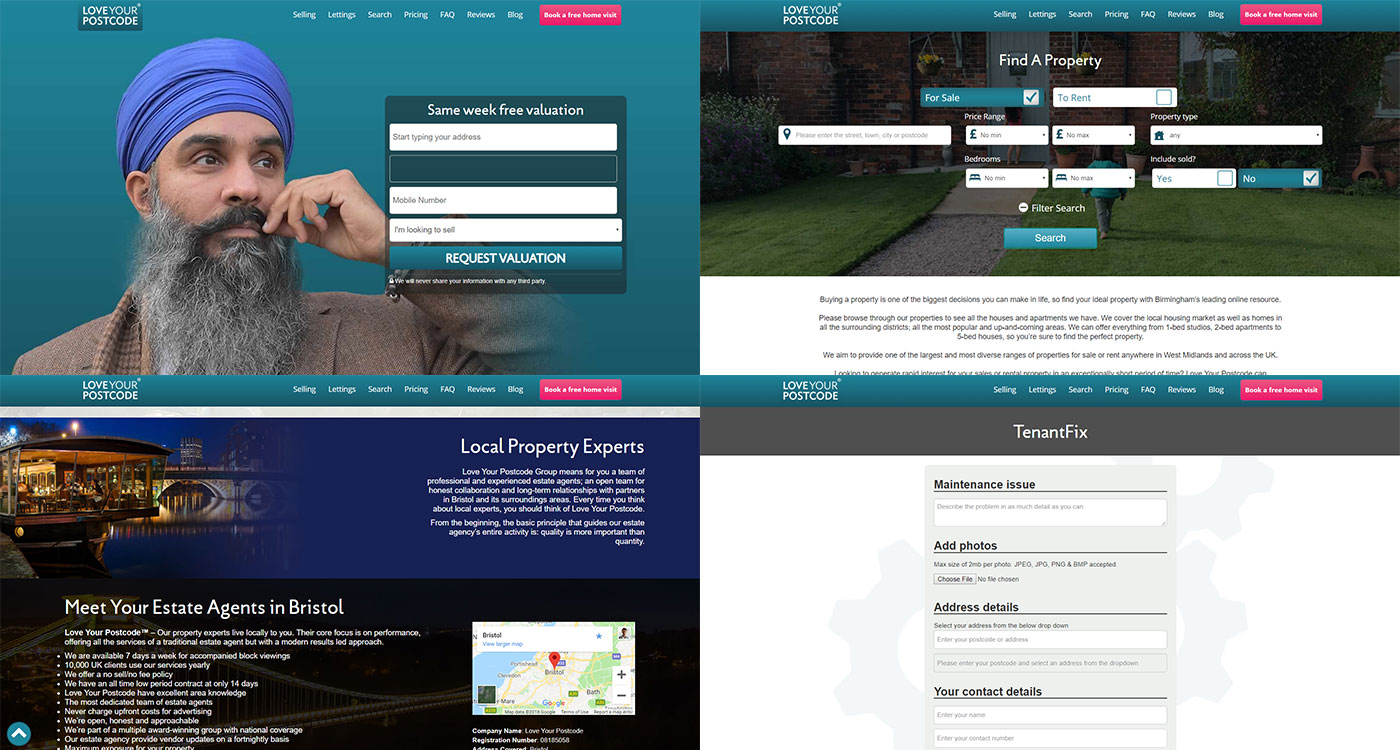 LOVE YOUR®
POSTCODE
Selling Lettings Search Pricing FAQ Reviews Blog Book a free home visit
Same week free valuation
Start typing your address
Mobile Number
I'm looking to sell
REQUEST VALUATION
We will never share your information with any third party.
LOVE YOUR®
POSTCODE
Selling Lettings Search Pricing FAQ Reviews Blog Book a free home visit
Find A Property
For Sale To Rent
Price Range Property type
Please enter the street, town, city or postcode £ No min £ No max any
Bedrooms Include sold?
No min No max Yes No
Filter Search
Search
Buying a property is one of the biggest decisions you can make in life, so find your ideal property with Birmingham's leading online resource.
Please browse through our properties to see all the houses and apartments we have. We cover the local housing market as well as homes in
all the surrounding districts; all the most popular and up-and-coming areas. We can offer everything from 1-bed studios, 2-bed apartments to
5-bed houses, so you're sure to find the perfect property.
We aim to provide one of the largest and most diverse ranges of properties for sale or rent anywhere in West Midlands and across the UK.
Looking to generate rapid interest for your sales or rental property in an exceptionally short period of time? Love Your Postcode can
LOVE YOUR®
POSTCODE
Selling Lettings Search Pricing FAQ Reviews Blog Book a free home visit
Local Property Experts
Love Your Postcode Group means for you a team of
professional and experienced estate agents; an open team for
honest collaboration and long-term relationships with partners
in Bristol and its surroundings areas. Every time you think
about local experts, you should think of Love Your Postcode.
From the beginning, the basic principle that guides our estate
agency's entire activity is: quality is more important than
quantity.
Meet Your Estate Agents in Bristol
Love Your Postcode™ – Our property experts live locally to you. Their core focus is on performance,
offering all the services of a traditional estate agent but with a modern results led approach.
• We are available 7 days a week for accompanied block viewings
• 10,000 UK clients use our services yearly
• We offer a no sell/no fee policy
• We have an all time low period contract at only 14 days
• Love Your Postcode have excellent area knowledge
• The most dedicated team of estate agents
• Never charge upfront costs for advertising
• We're open, honest and approachable
• We're part of a multiple award-winning group with national coverage
• Our estate agency provide vendor updates on a fortnightly basis
• Maximum exposure for your property
Bristol
View larger map
Portishead
Clevedon
Bristol
Bath
Google
Map data ©2018 Google Terms of Use Report a map error
Company Name: Love Your Postcode
Registration Number: 08185058
Address Covered: Bristol
LOVE YOUR®
POSTCODE
Selling Lettings Search Pricing FAQ Reviews Blog Book a free home visit
TenantFix
Maintenance issue
Describe the problem in as much detail as you can
Add photos
Max size of 2mb per photo. JPEG, JPG, PNG & BMP accepted.
Choose File No file chosen
Address details
Select your address from the below drop down
Enter your postcode or address
Please enter your postcode and select an address from the dropdown
Your contact details
Enter your name
Enter your contact number